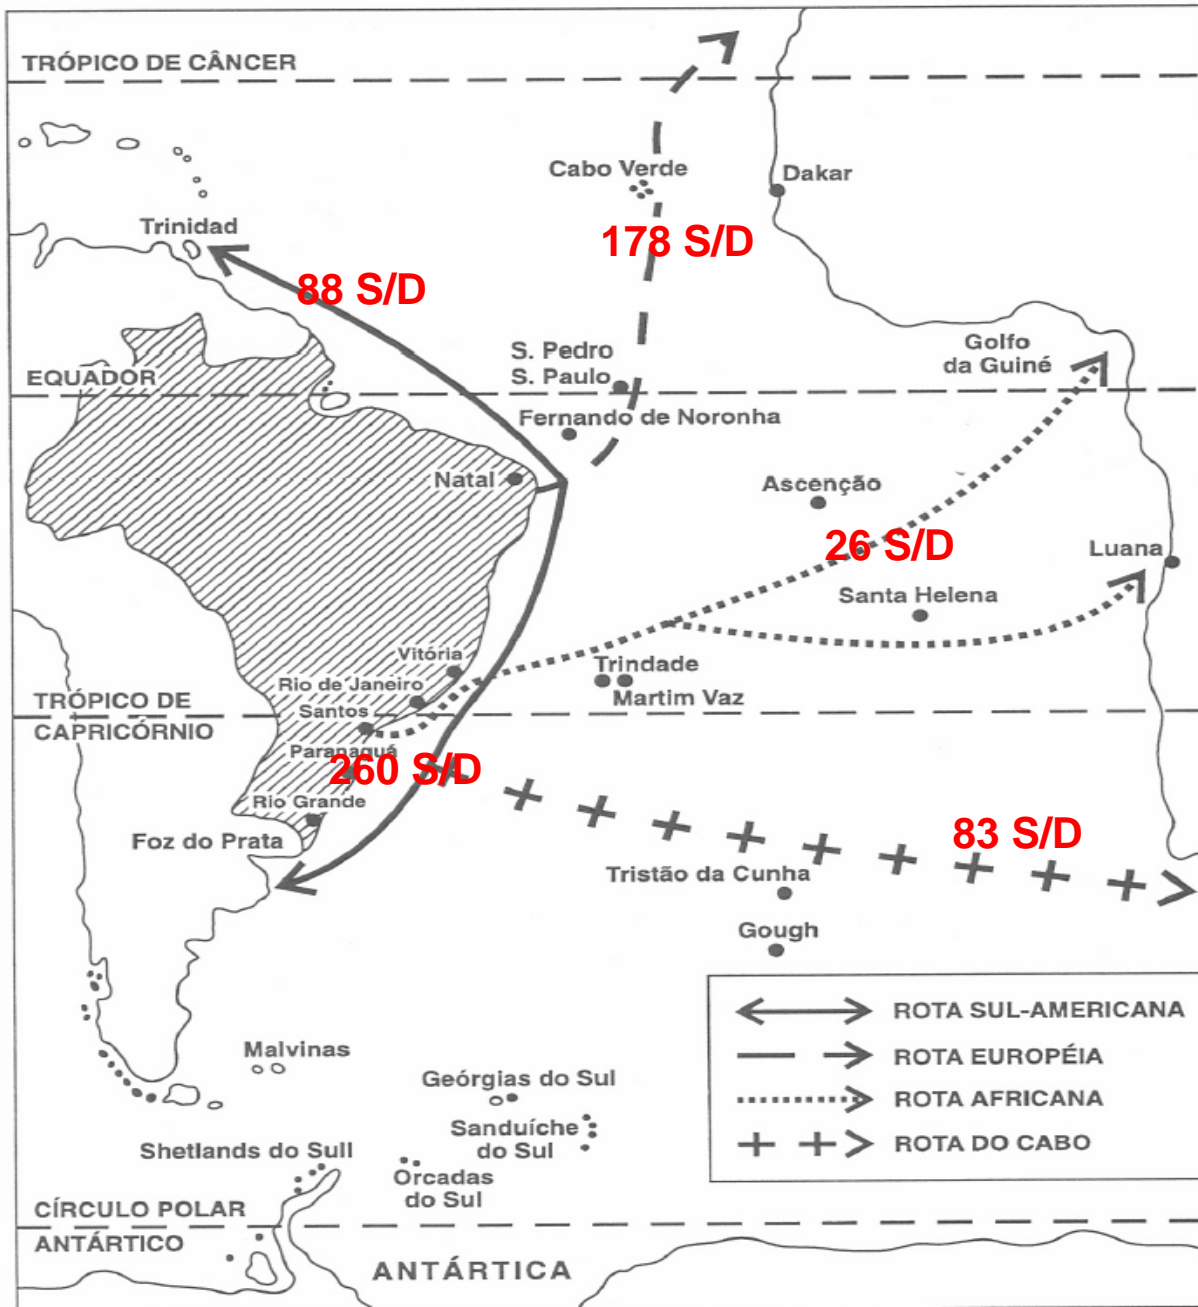 TRÓPICO DE CÂNCER
Cabo Verde
Dakar
Trinidad
178 S/D
88 S/D
S. Pedro
S. Paulo
Golfo
da Guiné
EQUADOR
Fernando de Noronha
Natal
Ascenção
26 S/D
Luana
Santa Helena
Vitória
Trindade
Rio de Janeiro
Martim Vaz
TRÓPICO DE
CAPRICÓRNIO
Santos
Paranaguá
260 S/D
Rio Grande
83 S/D
Foz do Prata
Tristão da Cunha
Gough
ROTA SUL-AMERICANA
ROTA EUROPÉIA
ROTA AFRICANA
ROTA DO CABO
Malvinas
Geórgias do Sul
Sanduíche
do Sul
Shetlands do Sull
Orcadas
do Sul
CÍRCULO POLAR
ANTÁRTICO
ANTÁRTICA